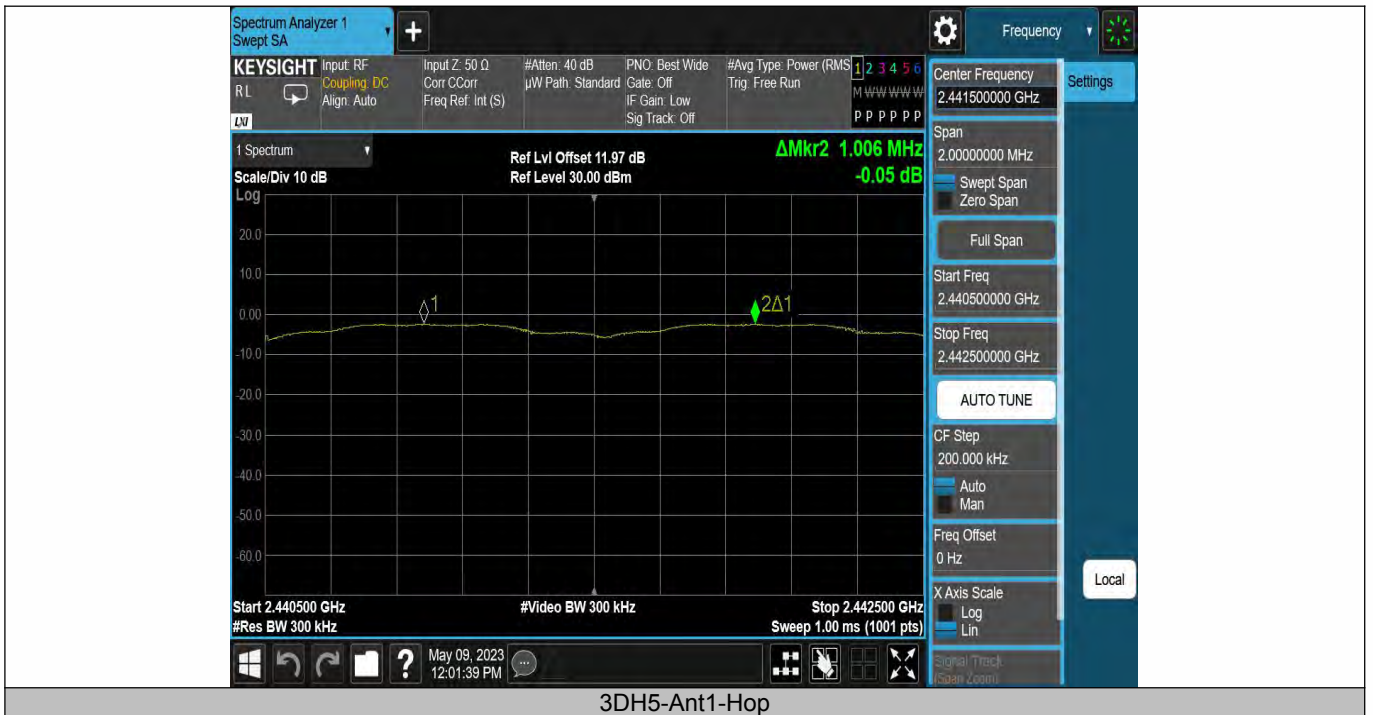 Spectrum Analyzer 1
Swept SA
+
Frequency
KEYSIGHT
RL
LXI
Input: RF
Coupling: DC
Align: Auto
Input Z: 50 Ω
Corr CCorr
Freq Ref: Int (S)
#Atten: 40 dB
µW Path: Standard
PNO: Best Wide
Gate: Off
IF Gain: Low
Sig Track: Off
#Avg Type: Power (RMS
Trig: Free Run
1 2 3 4 5 6
M W W W W W
P P P P P P
1 Spectrum
Scale/Div 10 dB
Log
Ref Lvl Offset 11.97 dB
Ref Level 30.00 dBm
ΔMkr2 1.006 MHz
-0.05 dB
20.0
10.0
0.00
-10.0
-20.0
-30.0
-40.0
-50.0
-60.0
1
2Δ1
Start 2.440500 GHz
#Res BW 300 kHz
#Video BW 300 kHz
Stop 2.442500 GHz
Sweep 1.00 ms (1001 pts)
Center Frequency
2.441500000 GHz
Settings
Span
2.00000000 MHz
Swept Span
Zero Span
Full Span
Start Freq
2.440500000 GHz
Stop Freq
2.442500000 GHz
AUTO TUNE
CF Step
200.000 kHz
Auto
Man
Freq Offset
0 Hz
X Axis Scale
Log
Lin
Signal Track
(Span Zoom)
Local
?
May 09, 2023
12:01:39 PM
3DH5-Ant1-Hop